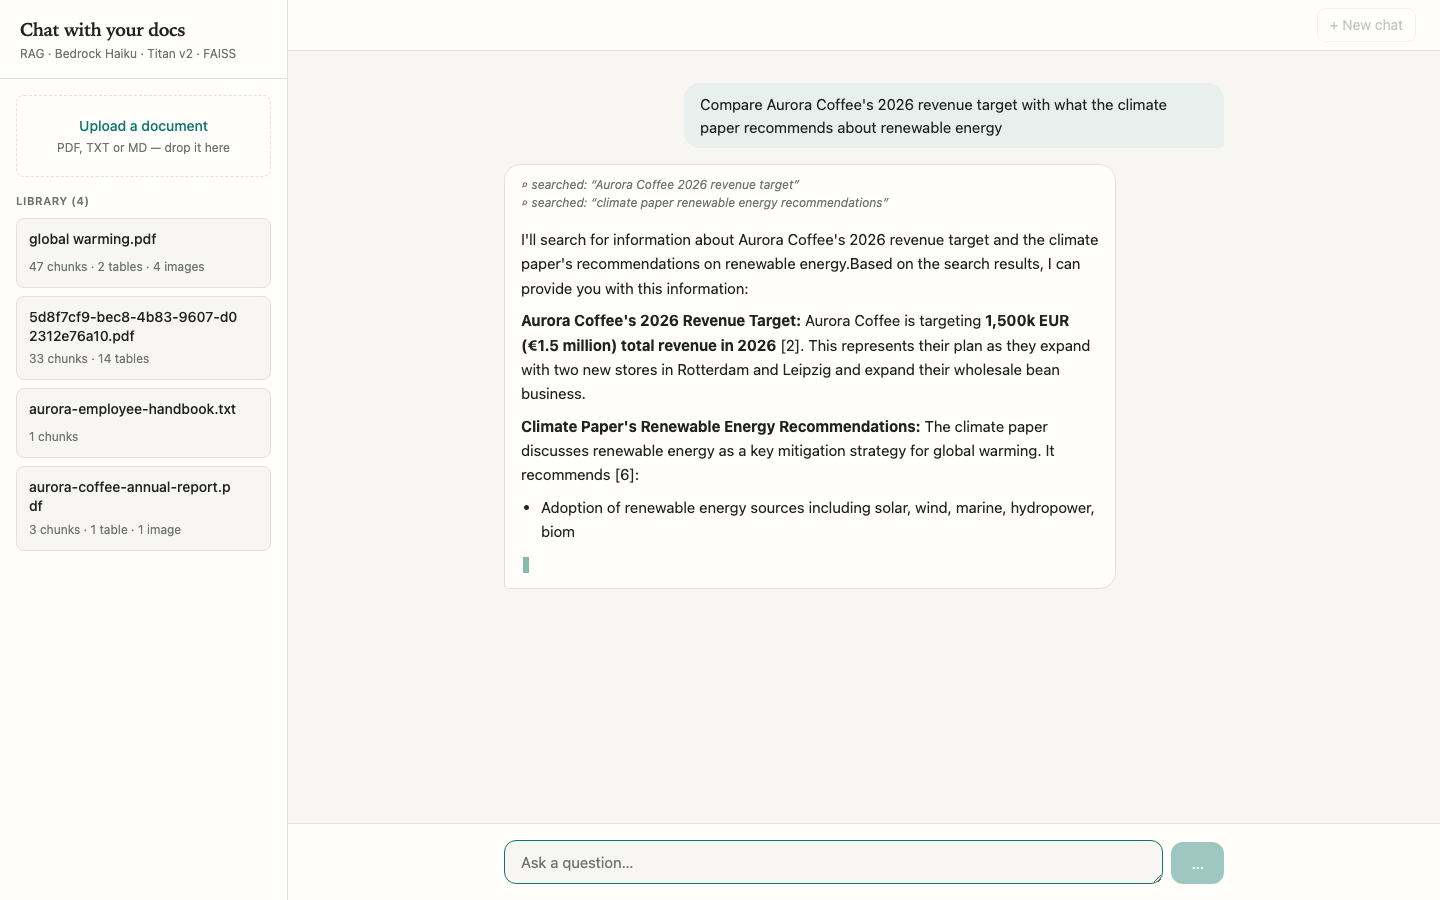 Chat with your docs
RAG · Bedrock Haiku · Titan v2 · FAISS
Upload a document
PDF, TXT or MD — drop it here
LIBRARY (4)
global warming.pdf
47 chunks · 2 tables · 4 images
5d8f7cf9-bec8-4b83-9607-d0
2312e76a10.pdf
33 chunks · 14 tables
aurora-employee-handbook.txt
1 chunks
aurora-coffee-annual-report.p
df
3 chunks · 1 table · 1 image
+ New chat
Compare Aurora Coffee's 2026 revenue target with what the climate
paper recommends about renewable energy
⌕ searched: “Aurora Coffee 2026 revenue target”
⌕ searched: “climate paper renewable energy recommendations”
I'll search for information about Aurora Coffee's 2026 revenue target and the climate
paper's recommendations on renewable energy.Based on the search results, I can
provide you with this information:
Aurora Coffee's 2026 Revenue Target: Aurora Coffee is targeting 1,500k EUR
(€1.5 million) total revenue in 2026 [2]. This represents their plan as they expand
with two new stores in Rotterdam and Leipzig and expand their wholesale bean
business.
Climate Paper's Renewable Energy Recommendations: The climate paper
discusses renewable energy as a key mitigation strategy for global warming. It
recommends [6]:
• Adoption of renewable energy sources including solar, wind, marine, hydropower,
biom
Ask a question...
...